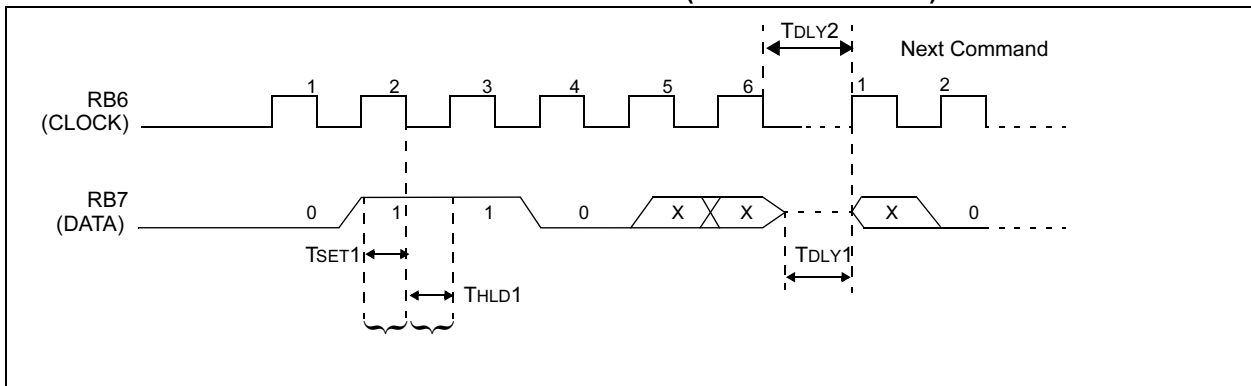 TDLY2
Next Command
1 2 3 4 5 6 1 2
RB6
(CLOCK)
RB7
(DATA)
0 1 1 0 X X X 0
TSET1
TDLY1
THLD1